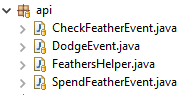 api
CheckFeatherEvent.java
DodgeEvent.java
FeathersHelper.java
SpendFeatherEvent.java